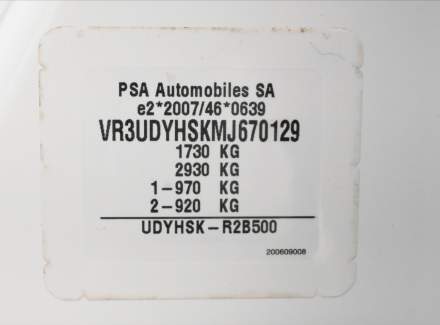 PSA Automobiles SA
e2*2007/46*0639
VR3UDYHSKMJ670129
1730 KG
2930 KG
1-970 KG
2-920 KG
UDYHSK-R2B500
200609008